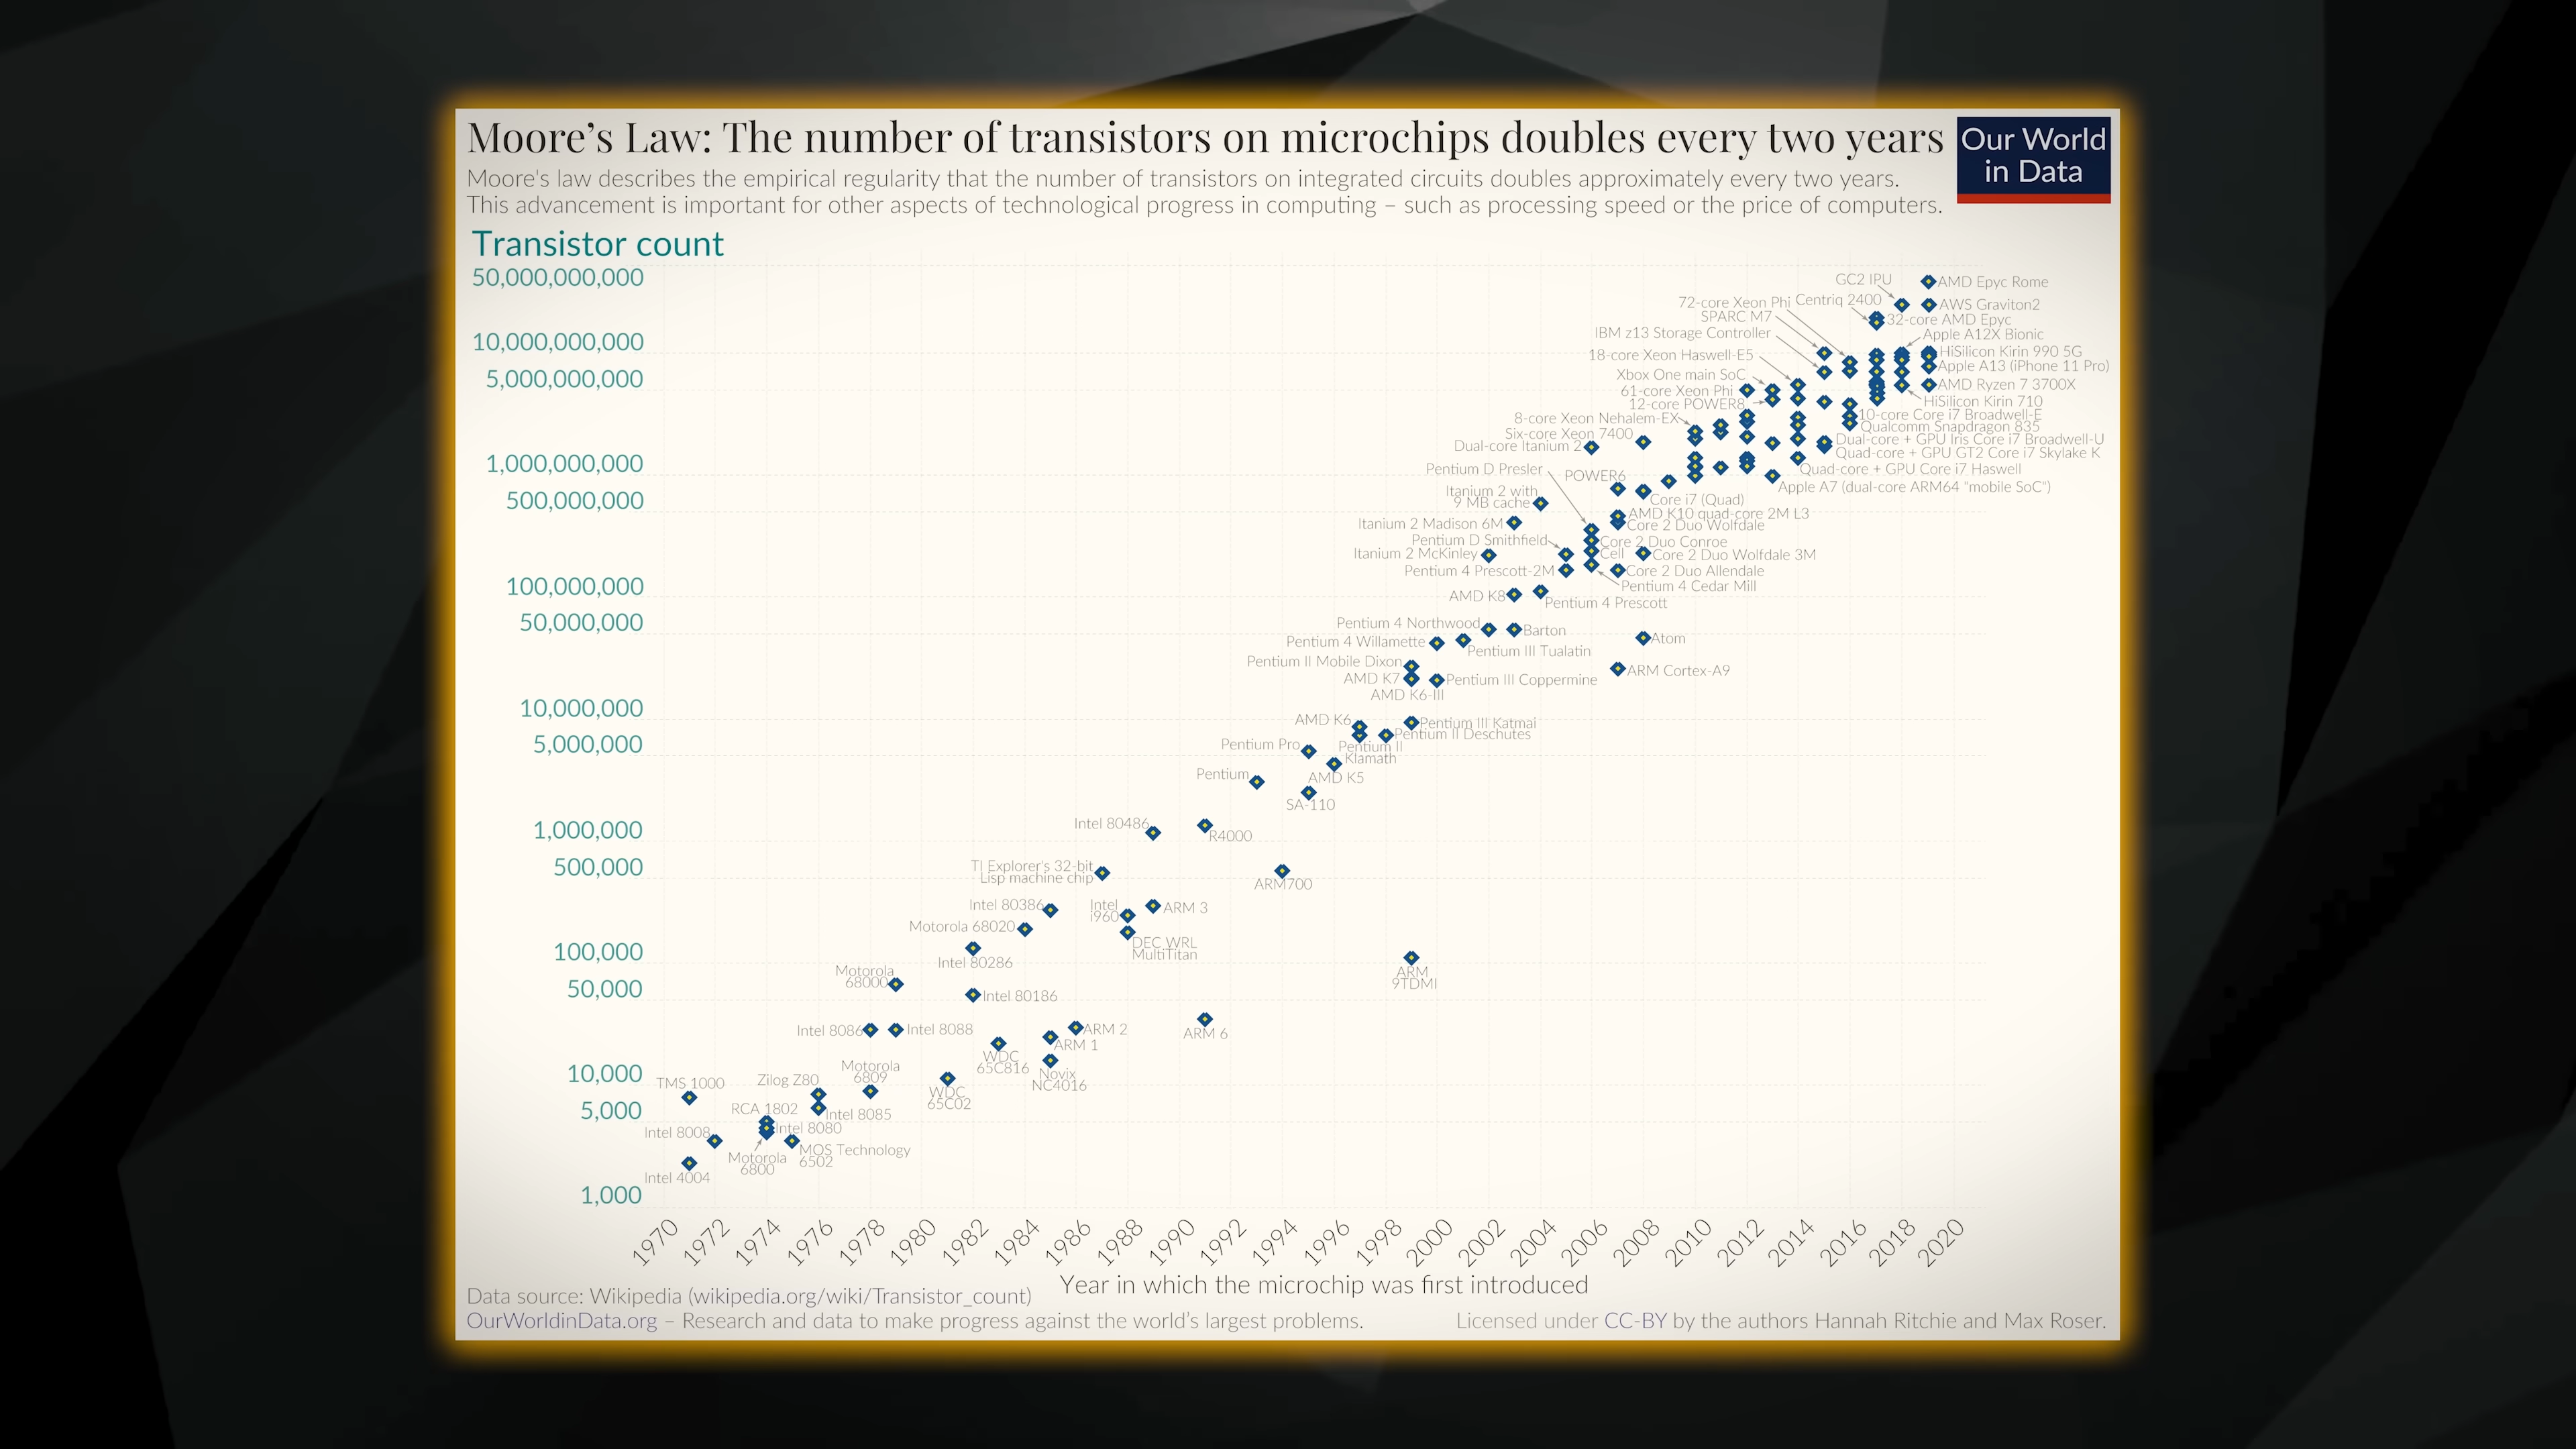 Moore's Law: The number of transistors on microchips doubles every two years
Our World
in Data
Moore's law describes the empirical regularity that the number of transistors on integrated circuits doubles approximately every two years.
This advancement is important for other aspects of technological progress in computing – such as processing speed or the price of computers.
Transistor count
50,000,000,000
10,000,000,000
5,000,000,000
1,000,000,000
500,000,000
100,000,000
50,000,000
10,000,000
5,000,000
1,000,000
500,000
100,000
50,000
10,000
5,000
1,000
GC2 IPU
AMD Epyc Rome
72-core Xeon Phi
Centriq 2400
AWS Graviton2
SPARC M7
32-core AMD Epyc
IBM z13 Storage Controller
Apple A12X Bionic
18-core Xeon Haswell-E5
HiSilicon Kirin 990 5G
Xbox One main SoC
Apple A13 (iPhone 11 Pro)
61-core Xeon Phi
AMD Ryzen 7 3700X
12-core POWER8
HiSilicon Kirin 710
8-core Xeon Nehalem-EX
10-core Core i7 Broadwell-E
Six-core Xeon 7400
Qualcomm Snapdragon 835
Dual-core Itanium 2
Dual-core + GPU Iris Core i7 Broadwell-U
Quad-core + GPU GT2 Core i7 Skylake K
Pentium D Presler
POWER6
Quad-core + GPU Core i7 Haswell
Itanium 2 with
9 MB cache
Apple A7 (dual-core ARM64 "mobile SoC")
Core i7 (Quad)
Itanium 2 Madison 6M
AMD K10 quad-core 2M L3
Core 2 Duo Wolfdale
Pentium D Smithfield
Core 2 Duo Conroe
Itanium 2 McKinley
Cell
Core 2 Duo Wolfdale 3M
Pentium 4 Prescott-2M
Core 2 Duo Allendale
Pentium 4 Cedar Mill
AMD K8
Pentium 4 Prescott
Pentium 4 Northwood
Barton
Pentium 4 Willamette
Atom
Pentium III Tualatin
Pentium II Mobile Dixon
ARM Cortex-A9
AMD K7
Pentium III Coppermine
AMD K6-III
AMD K6
Pentium III Katmai
Pentium II Deschutes
Pentium Pro
Pentium II
Klamath
Pentium
AMD K5
SA-110
Intel 80486
R4000
TI Explorer's 32-bit
Lisp machine chip
ARM700
Intel 80386
Intel
i960
ARM 3
Motorola 68020
DEC WRL
MultiTitan
Intel 80286
Motorola
68000
ARM
9TDMI
Intel 80186
Intel 8086
Intel 8088
ARM 2
ARM 6
ARM 1
WDC
65C816
Novix
NC4016
Motorola
6809
TMS 1000
Zilog Z80
WDC
65C02
RCA 1802
Intel 8085
Intel 8008
Intel 8080
Motorola
6800
MOS Technology
6502
Intel 4004
1970
1972
1974
1976
1978
1980
1982
1984
1986
1988
1990
1992
1994
1996
1998
2000
2002
2004
2006
2008
2010
2012
2014
2016
2018
2020
Year in which the microchip was first introduced
Data source: Wikipedia (wikipedia.org/wiki/Transistor_count)
OurWorldinData.org – Research and data to make progress against the world's largest problems.
Licensed under CC-BY by the authors Hannah Ritchie and Max Roser.